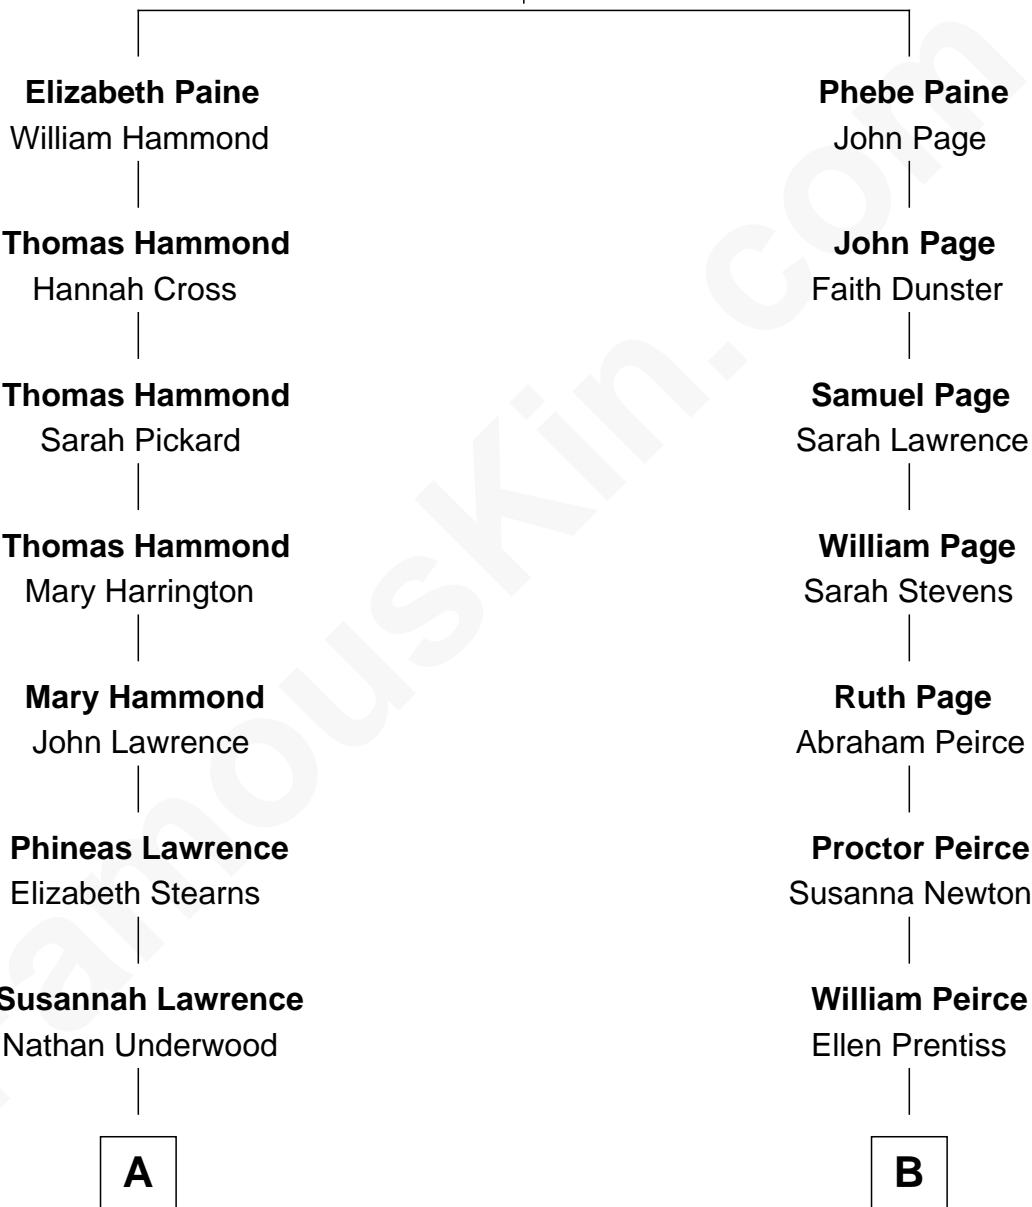 Elizabeth Paine
William Hammond
Phebe Paine
John Page
Thomas Hammond
Hannah Cross
John Page
Faith Dunster
Thomas Hammond
Sarah Pickard
Samuel Page
Sarah Lawrence
Thomas Hammond
Mary Harrington
William Page
Sarah Stevens
Mary Hammond
John Lawrence
Ruth Page
Abraham Peirce
Phineas Lawrence
Elizabeth Stearns
Proctor Peirce
Susanna Newton
Susannah Lawrence
Nathan Underwood
William Peirce
Ellen Prentiss
A
B
FamousKin.com